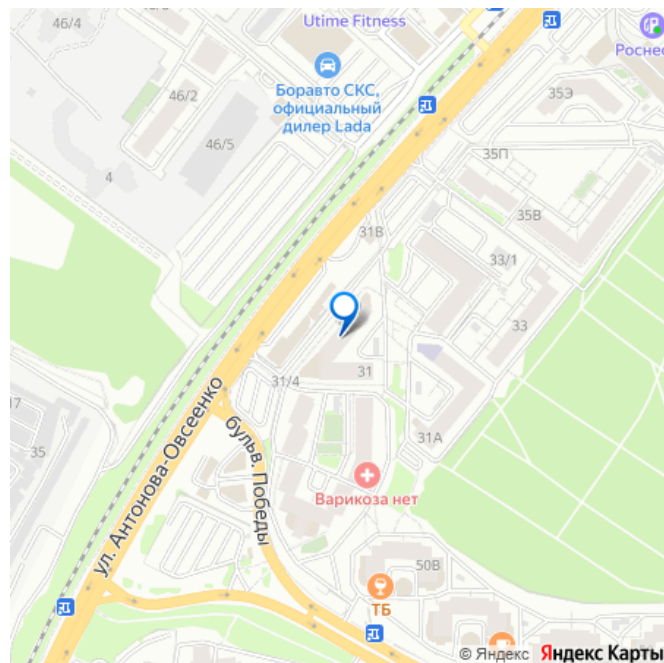 46/4
Utime Fitness
Роснес
46/2
Боравто СКС,
официальный
дилер Lada
35Э
46/5
4
35П
35В
31В
33/1
33
31
31/4
31А
17
35
ул. Антонова-Овсеенко
бульв. Победы
Варикоза нет
50В
ТБ
© Яндекс Яндекс Карты